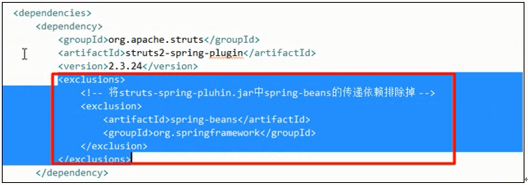 <dependencies>
<dependency>
<groupId>org.apache.struts</groupId>
<artifactId>struts2-spring-plugin</artifactId>
<version>2.3.24</version>
<exclusions>
<!-- 将struts-spring-pluhin.jar中spring-beans的传递依赖排除掉 -->
<exclusion>
<artifactId>spring-beans</artifactId>
<groupId>org.springframework</groupId>
</exclusion>
</exclusions>
</dependency>